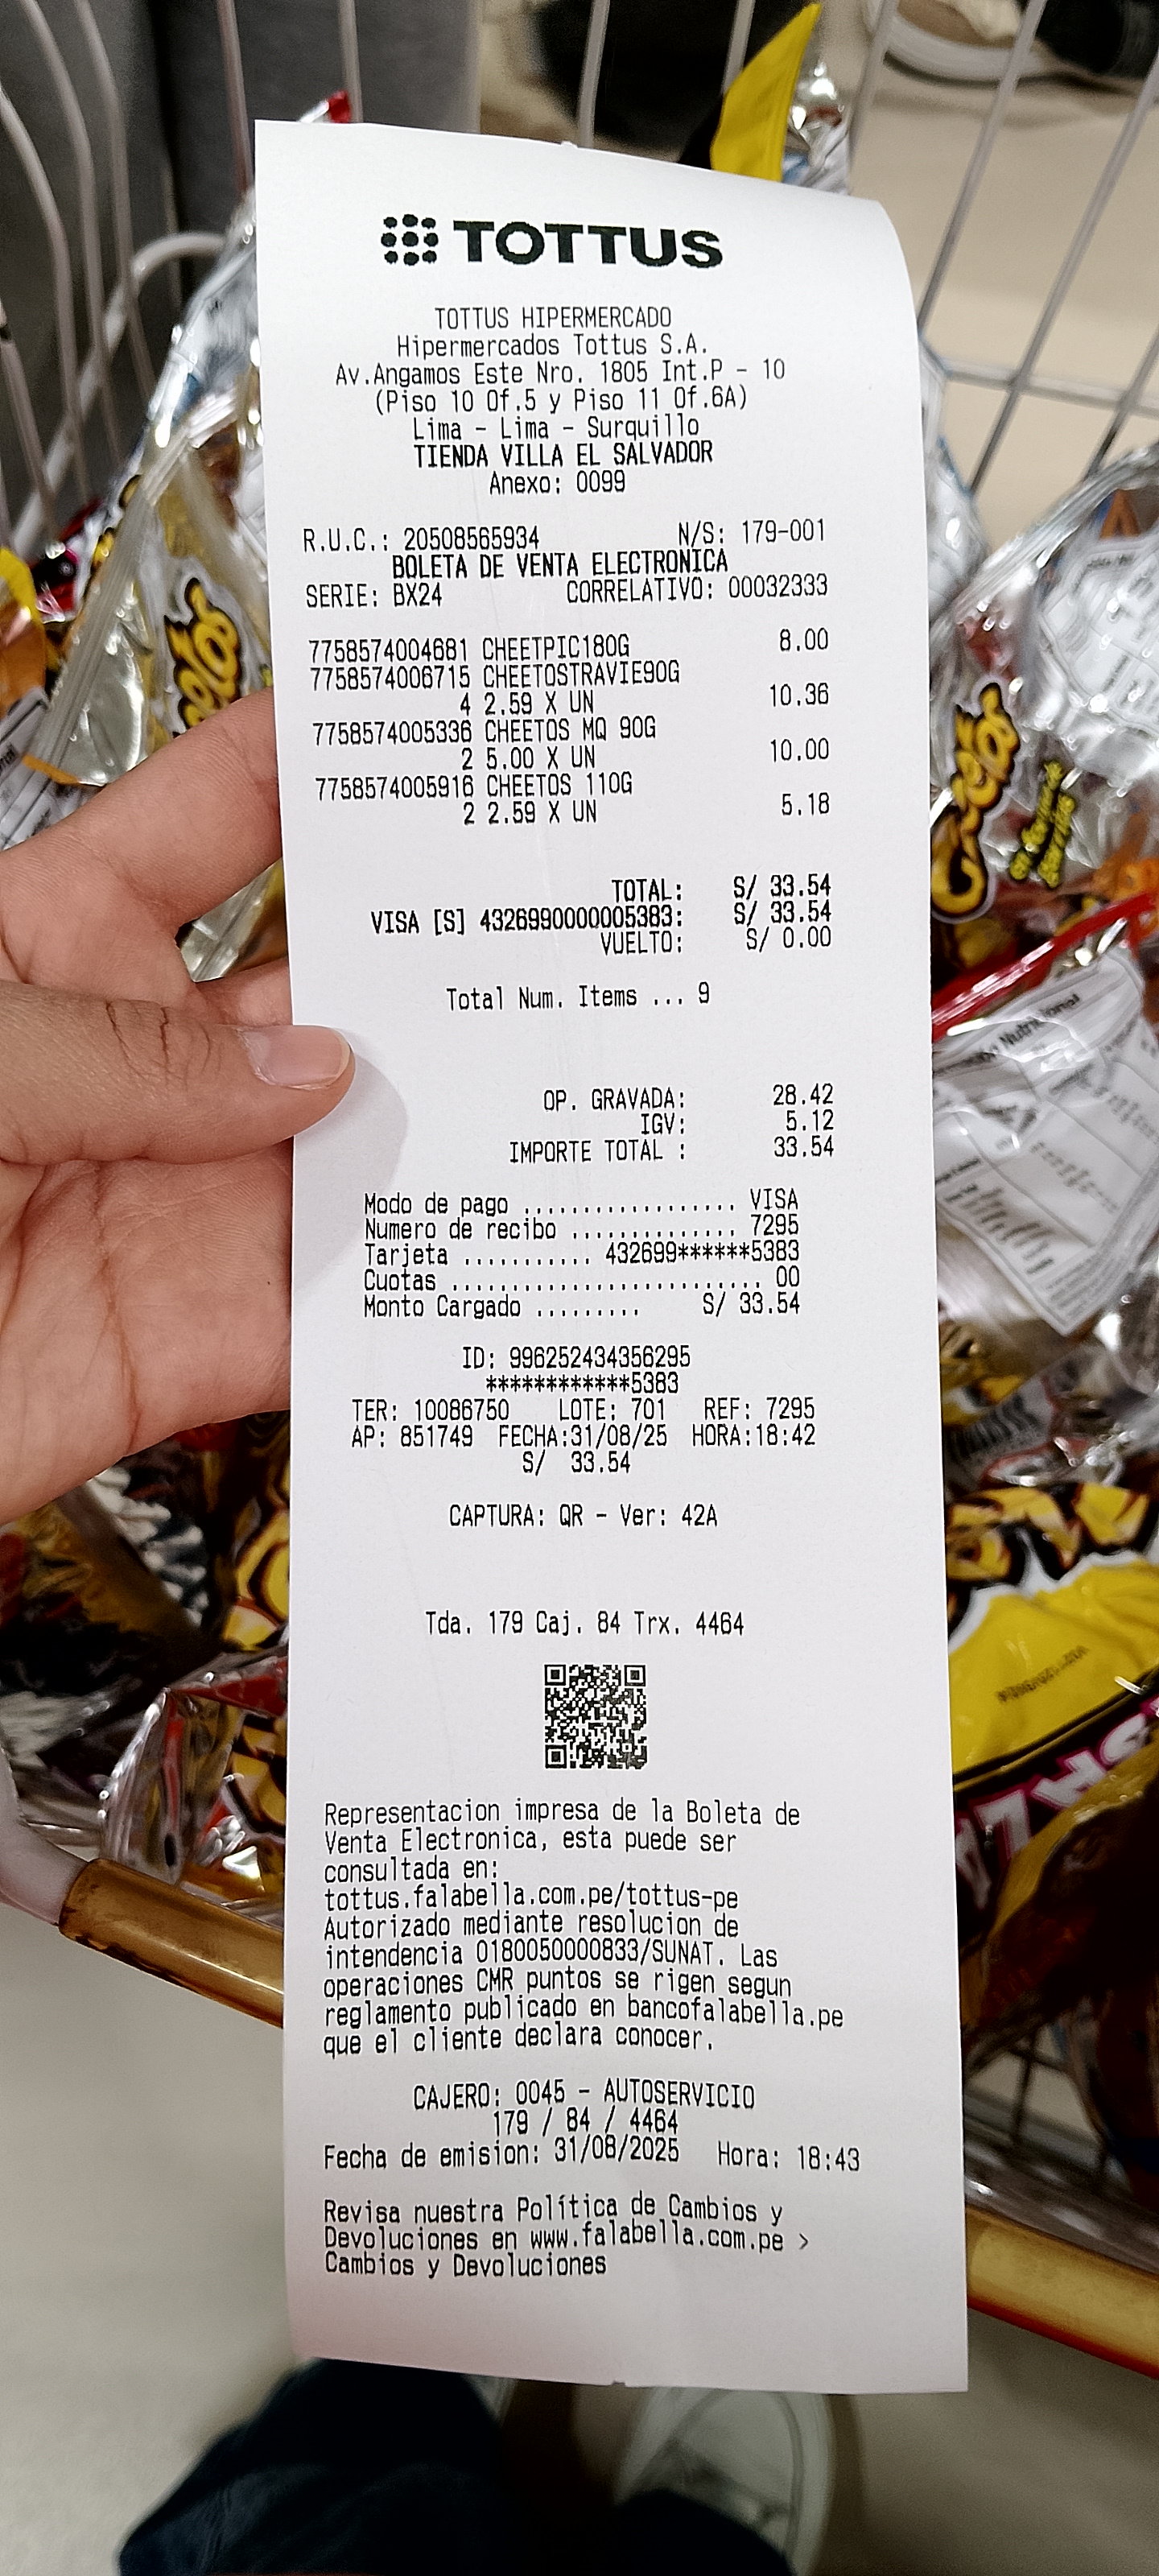 TOTTUS
TOTTUS HIPERMERCADO
Hipermercados Tottus S.A.
Av.Angamos Este Nro. 1805 Int.P - 10
(Piso 10 Of.5 y Piso 11 Of.6A)
Lima - Lima - Surquillo
TIENDA VILLA EL SALVADOR
Anexo: 0099
R.U.C.: 20508565934 N/S: 179-001
BOLETA DE VENTA ELECTRONICA
SERIE: BX24 CORRELATIVO: 00032333
7758574004681 CHEETPIC180G 8.00
7758574006715 CHEETOSTRAVIE90G
4 2.59 X UN 10.36
7758574005336 CHEETOS MQ 90G
2 5.00 X UN 10.00
7758574005916 CHEETOS 110G
2 2.59 X UN 5.18
TOTAL: S/ 33.54
VISA [S] 4326990000005383: S/ 33.54
VUELTO: S/ 0.00
Total Num. Items ... 9
OP. GRAVADA: 28.42
IGV: 5.12
IMPORTE TOTAL : 33.54
Modo de pago .................. VISA
Numero de recibo .............. 7295
Tarjeta ........... 432699******5383
Cuotas .......................... 00
Monto Cargado ......... S/ 33.54
ID: 996252434356295
************5383
TER: 10086750 LOTE: 701 REF: 7295
AP: 851749 FECHA:31/08/25 HORA:18:42
S/ 33.54
CAPTURA: QR - Ver: 42A
Tda. 179 Caj. 84 Trx. 4464
Representacion impresa de la Boleta de
Venta Electronica, esta puede ser
consultada en:
tottus.falabella.com.pe/tottus-pe
Autorizado mediante resolucion de
intendencia 0180050000833/SUNAT. Las
operaciones CMR puntos se rigen segun
reglamento publicado en bancofalabella.pe
que el cliente declara conocer.
CAJERO: 0045 - AUTOSERVICIO
179 / 84 / 4464
Fecha de emision: 31/08/2025 Hora: 18:43
Revisa nuestra Política de Cambios y
Devoluciones en www.falabella.com.pe >
Cambios y Devoluciones
Cheetos